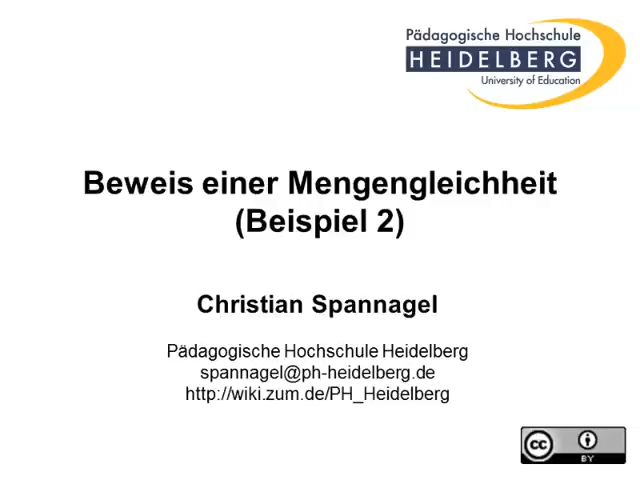 Pädagogische Hochschule
HEIDELBERG
University of Education
Beweis einer Mengengleichheit
(Beispiel 2)
Christian Spannagel
Pädagogische Hochschule Heidelberg
spannagel@ph-heidelberg.de
http://wiki.zum.de/PH_Heidelberg
cc
BY